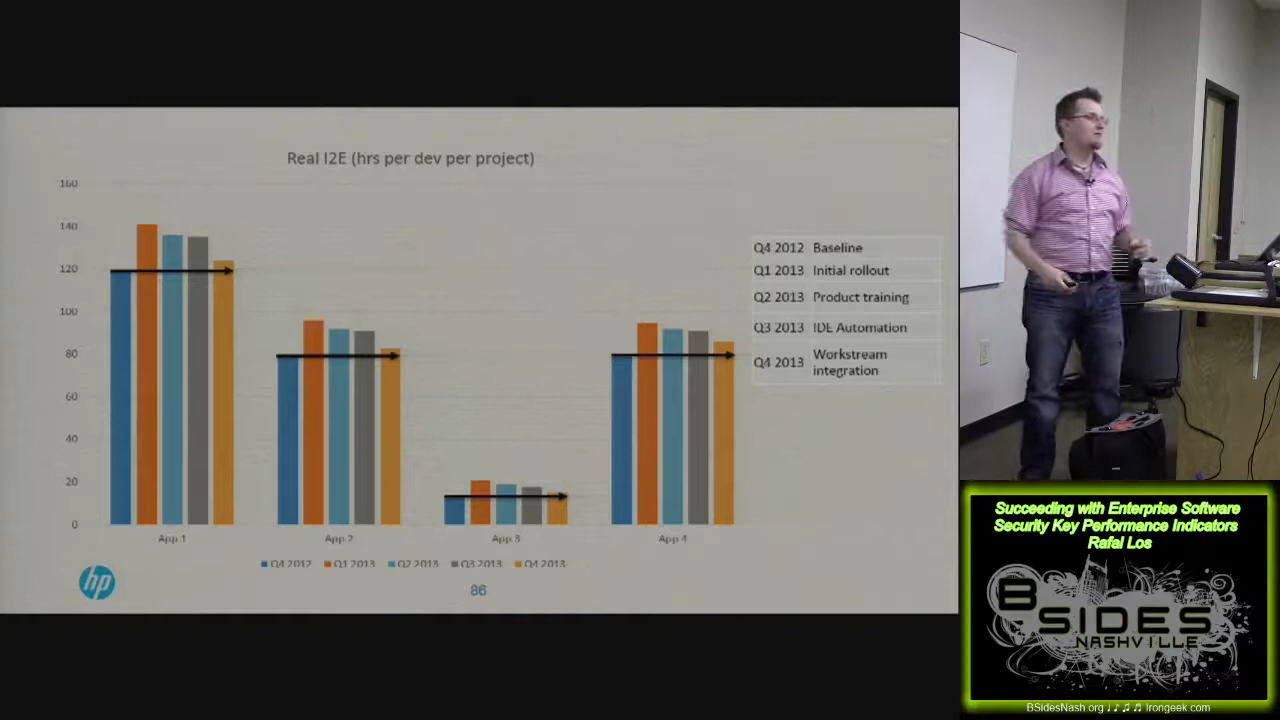 Real I2E (hrs per dev per project)
160
140
120
100
80
60
40
20
0
App 1
App 2
App 3
App 4
Q4 2012 Q1 2013 Q2 2013 Q3 2013 Q4 2013
Q4 2012 Baseline
Q1 2013 Initial rollout
Q2 2013 Product training
Q3 2013 IDE Automation
Q4 2013 Workstream
integration
hp
86
Succeeding with Enterprise Software
Security Key Performance Indicators
Rafal Los
BSIDES
NASHVILLE
BSidesNash.org ♩ ♪ ♫ ♬ Irongeek.com